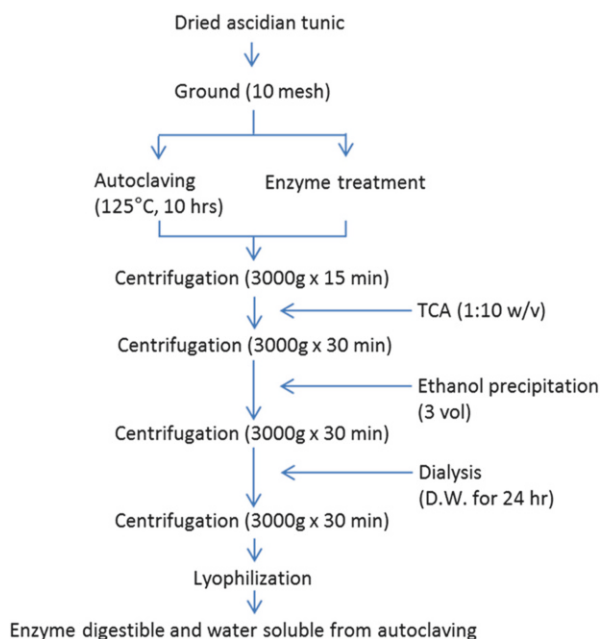 Dried ascidian tunic
Ground (10 mesh)
Autoclaving
(125°C, 10 hrs)
Enzyme treatment
Centrifugation (3000g x 15 min)
TCA (1:10 w/v)
Centrifugation (3000g x 30 min)
Ethanol precipitation
(3 vol)
Centrifugation (3000g x 30 min)
Dialysis
(D.W. for 24 hr)
Centrifugation (3000g x 30 min)
Lyophilization
Enzyme digestible and water soluble from autoclaving